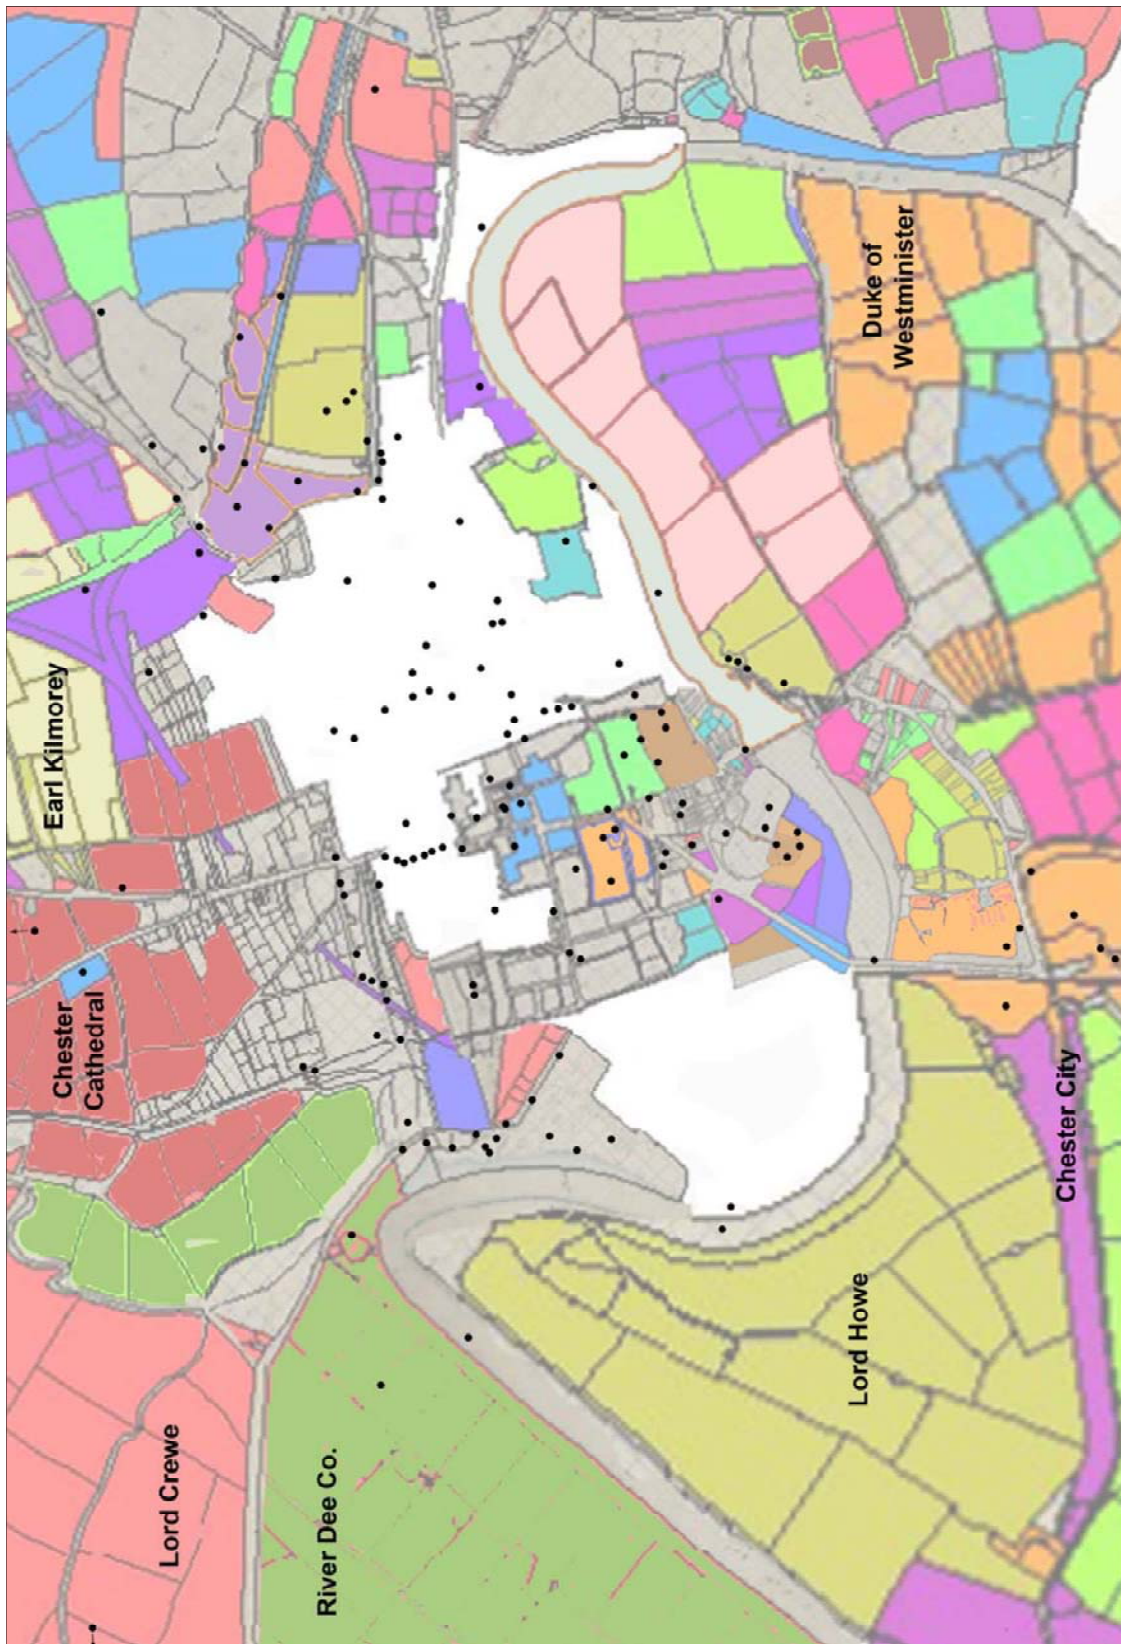 Lord Crewe
River Dee Co.
Chester
Cathedral
Earl Kilmorey
Lord Howe
Chester City
Duke of
Westminister